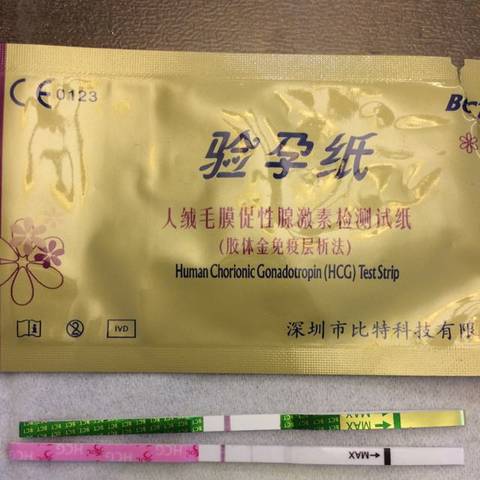 CE 0123
验孕纸
人绒毛膜促性腺激素检测试纸
(胶体金免疫层析法)
Human Chorionic Gonadotropin (HCG) Test Strip
IVD
深圳市比特科技有限
MAX
HCG HCG MAX